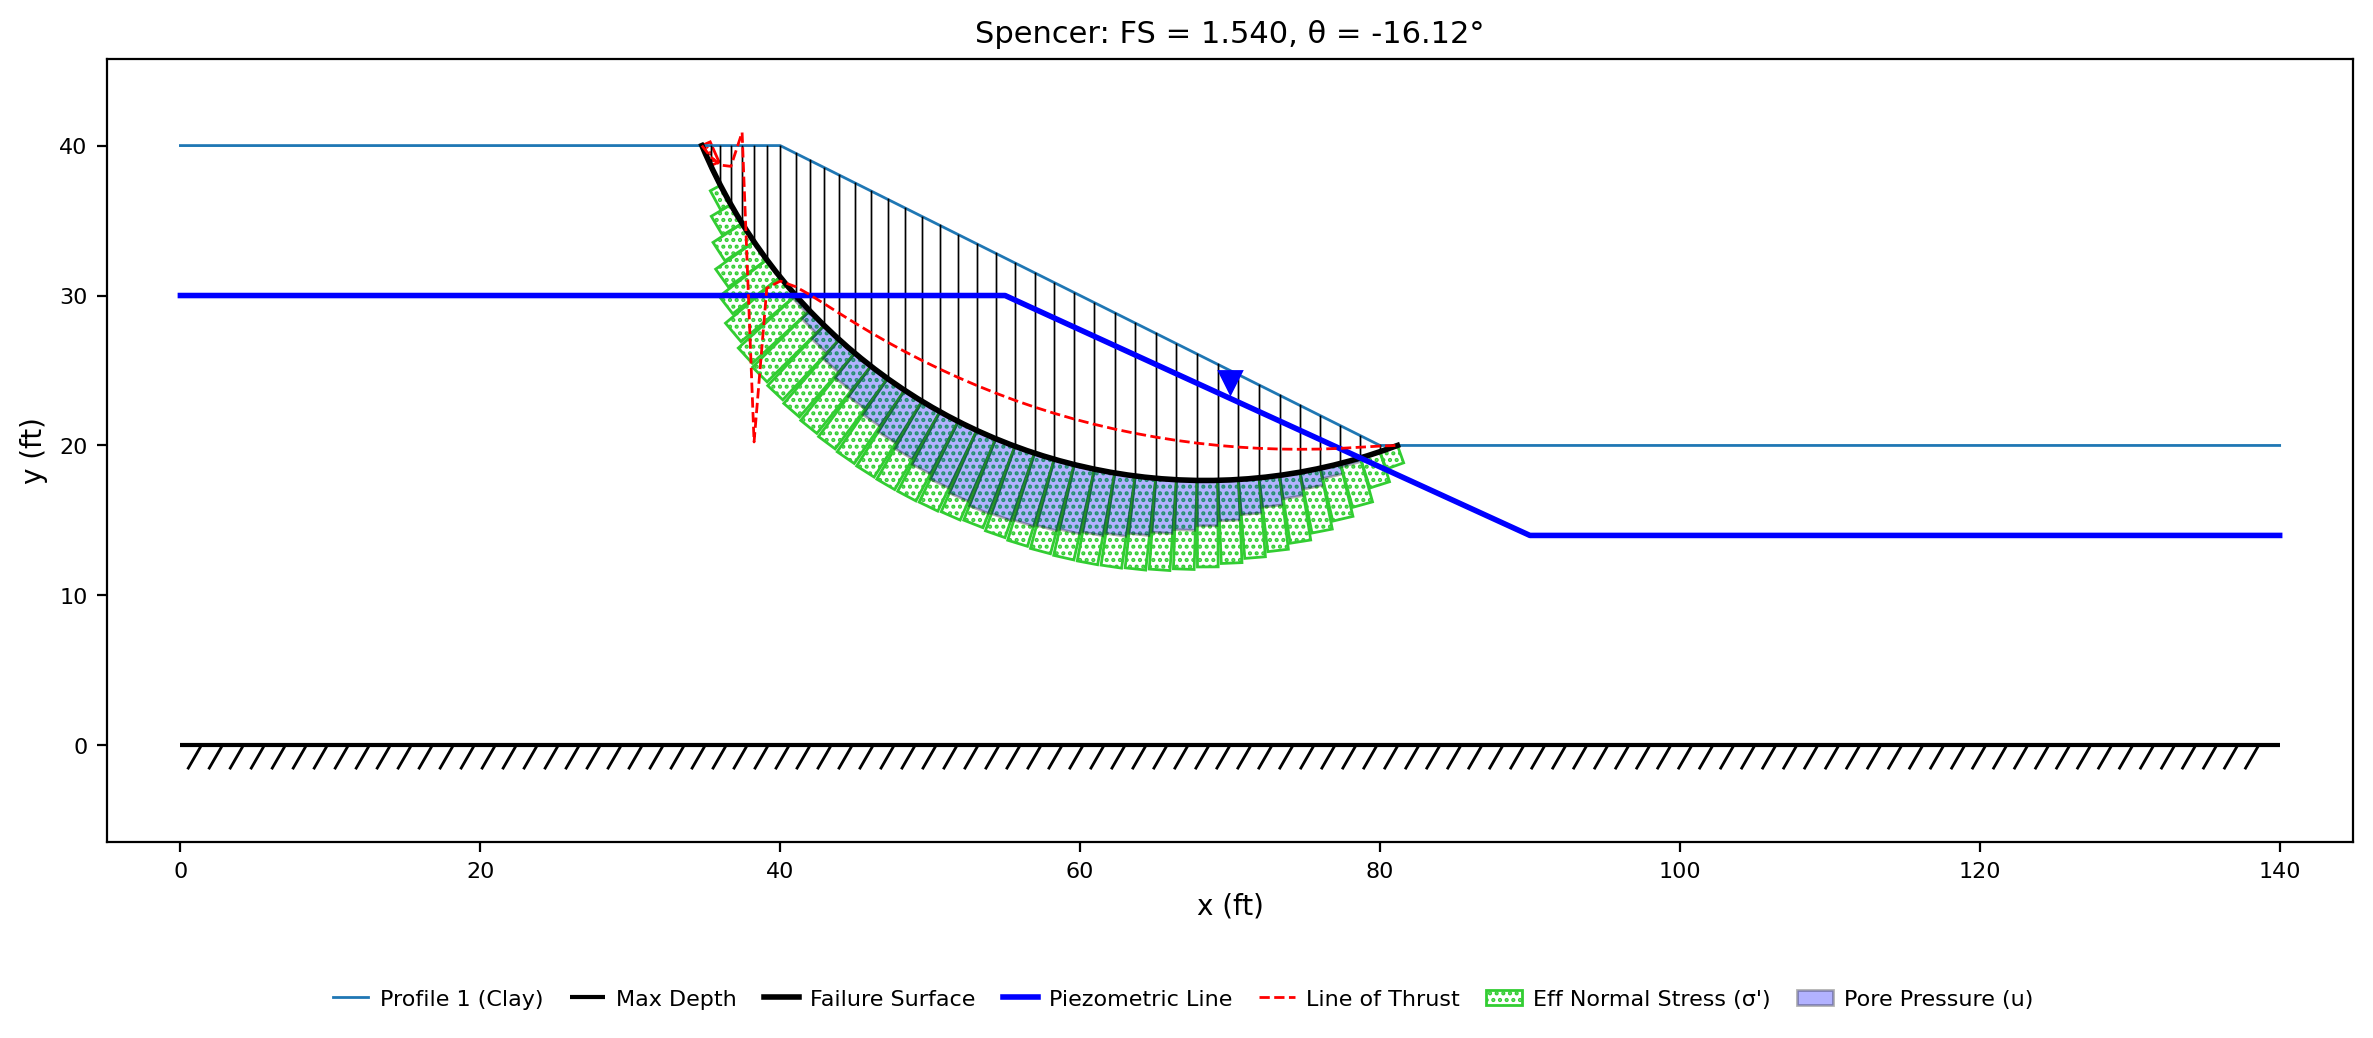 Spencer: FS = 1.540, θ = -16.12°
y (ft)
40
30
20
10
0
0 20 40 60 80 100 120 140
x (ft)
Profile 1 (Clay) Max Depth Failure Surface Piezometric Line Line of Thrust Eff Normal Stress (σ') Pore Pressure (u)